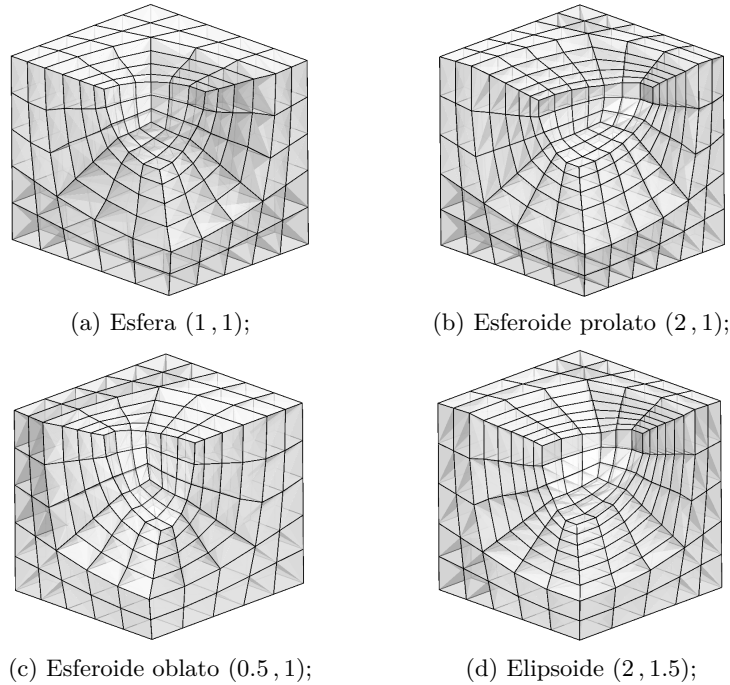 (a) Esfera (1 , 1);
(b) Esferoide prolato (2 , 1);
(c) Esferoide oblato (0.5 , 1);
(d) Elipsoide (2 , 1.5);